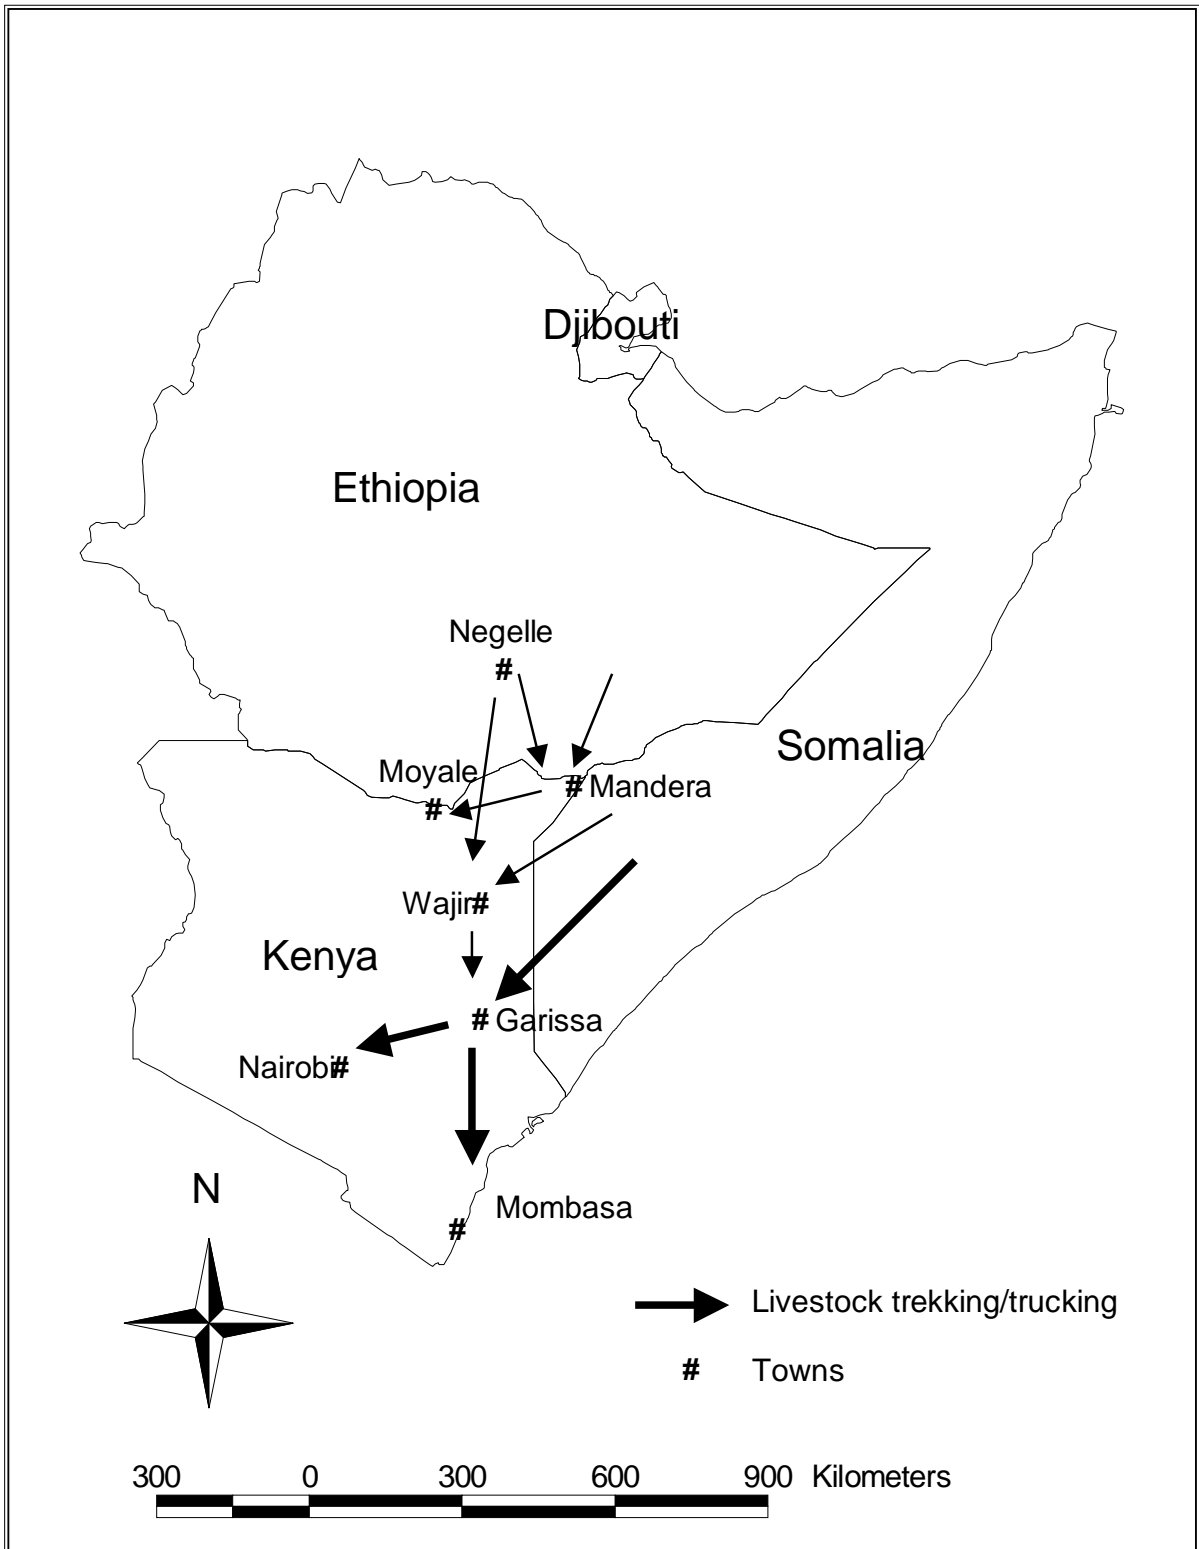 Djibouti
Ethiopia
Negelle
#
Somalia
Moyale
# Mandera
#
Wajir#
Kenya
# Garissa
Nairobi#
N
Mombasa
#
Livestock trekking/trucking
# Towns
300 0 300 600 900 Kilometers